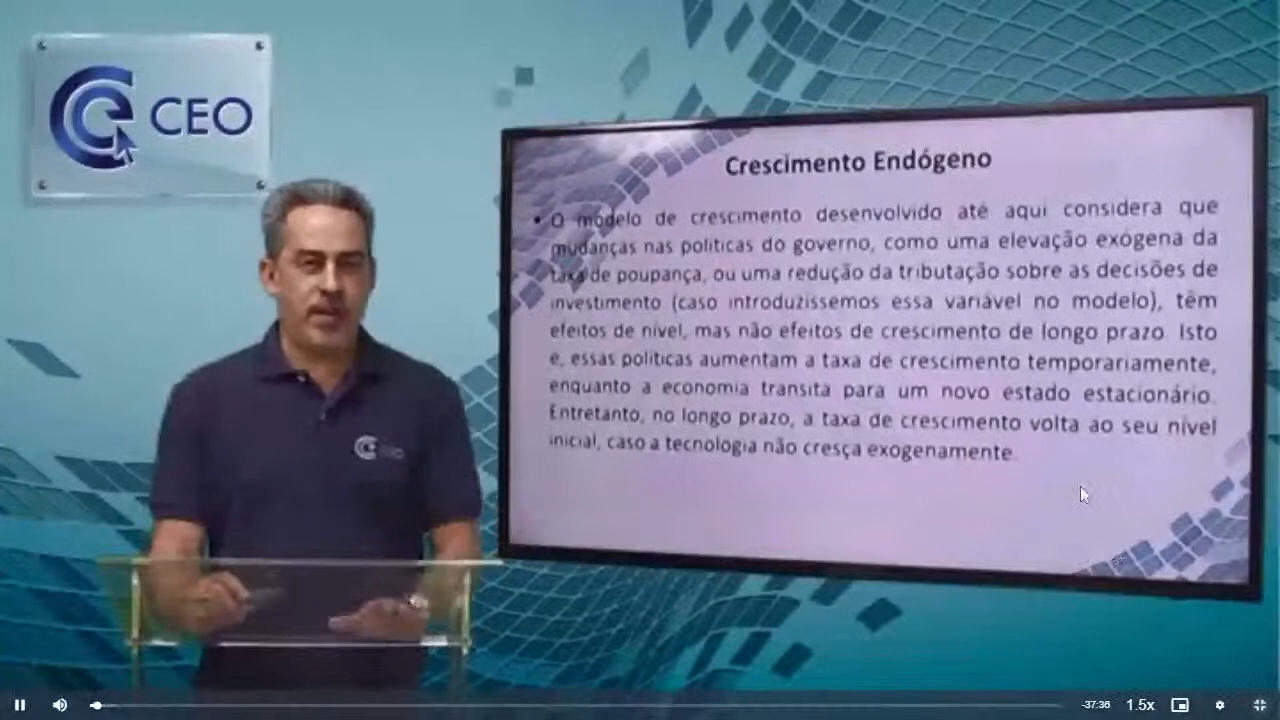 CEO
Crescimento Endógeno
• O modelo de crescimento desenvolvido até aqui considera que
mudanças nas políticas do governo, como uma elevação exógena da
taxa de poupança, ou uma redução da tributação sobre as decisões de
investimento (caso introduzíssemos essa variável no modelo), têm
efeitos de nível, mas não efeitos de crescimento de longo prazo. Isto
é, essas políticas aumentam a taxa de crescimento temporariamente,
enquanto a economia transita para um novo estado estacionário.
Entretanto, no longo prazo, a taxa de crescimento volta ao seu nível
inicial, caso a tecnologia não cresça exogenamente.
CEO
-37:36 1.5x